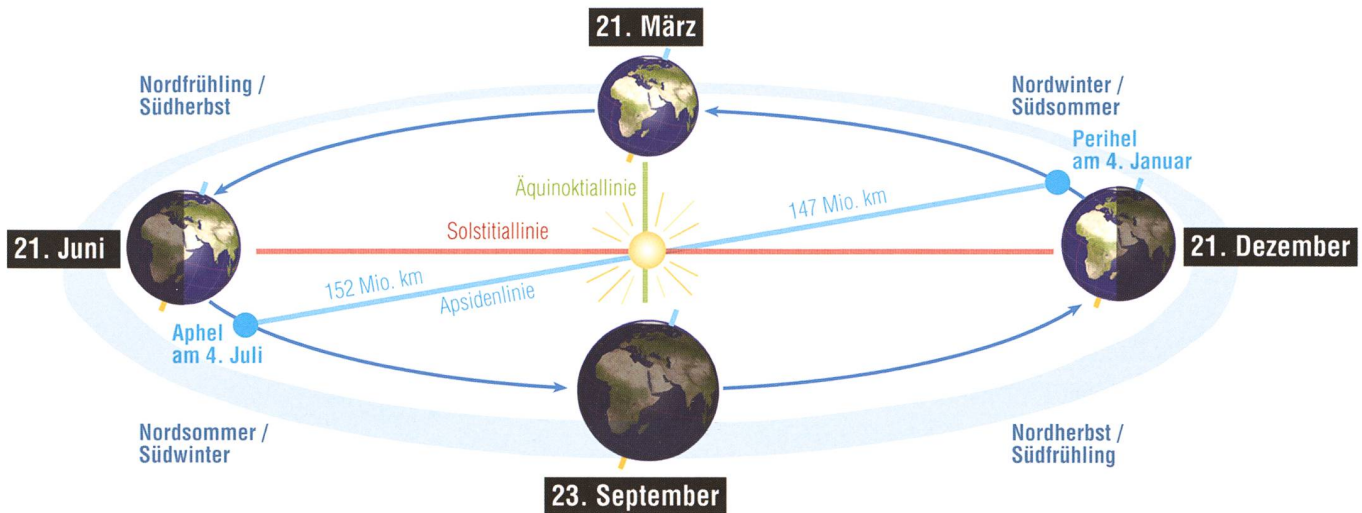 21. März
Nordfrühling /
Südherbst
Nordwinter /
Südsommer
Perihel
am 4. Januar
Äquinoktiallinie
147 Mio. km
Solstitiallinie
21. Juni
21. Dezember
152 Mio. km
Apsidenlinie
Aphel
am 4. Juli
Nordsommer /
Südwinter
Nordherbst /
Südfrühling
23. September